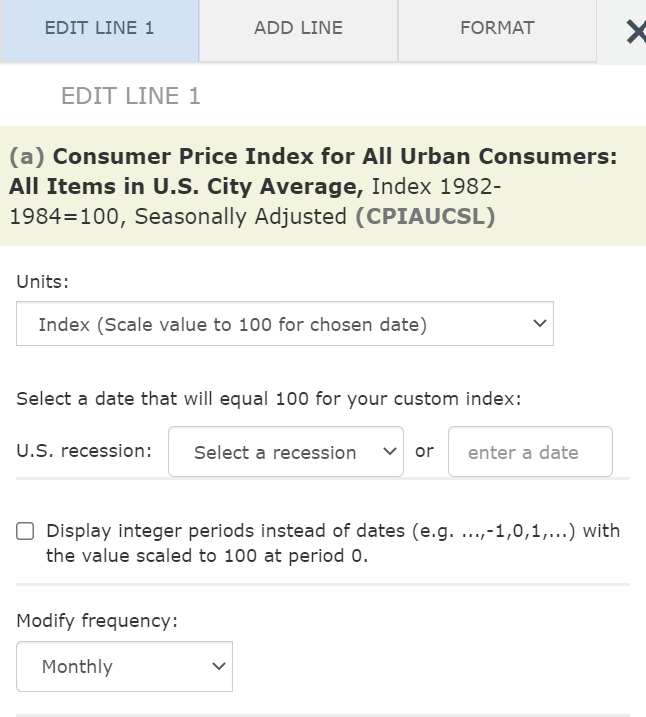 EDIT LINE 1 ADD LINE FORMAT
EDIT LINE 1
(a) Consumer Price Index for All Urban Consumers:
All Items in U.S. City Average, Index 1982-
1984=100, Seasonally Adjusted (CPIAUCSL)
Units:
Index (Scale value to 100 for chosen date)
Select a date that will equal 100 for your custom index:
U.S. recession: Select a recession or enter a date
Display integer periods instead of dates (e.g. ...,-1,0,1,...) with
the value scaled to 100 at period 0.
Modify frequency:
Monthly